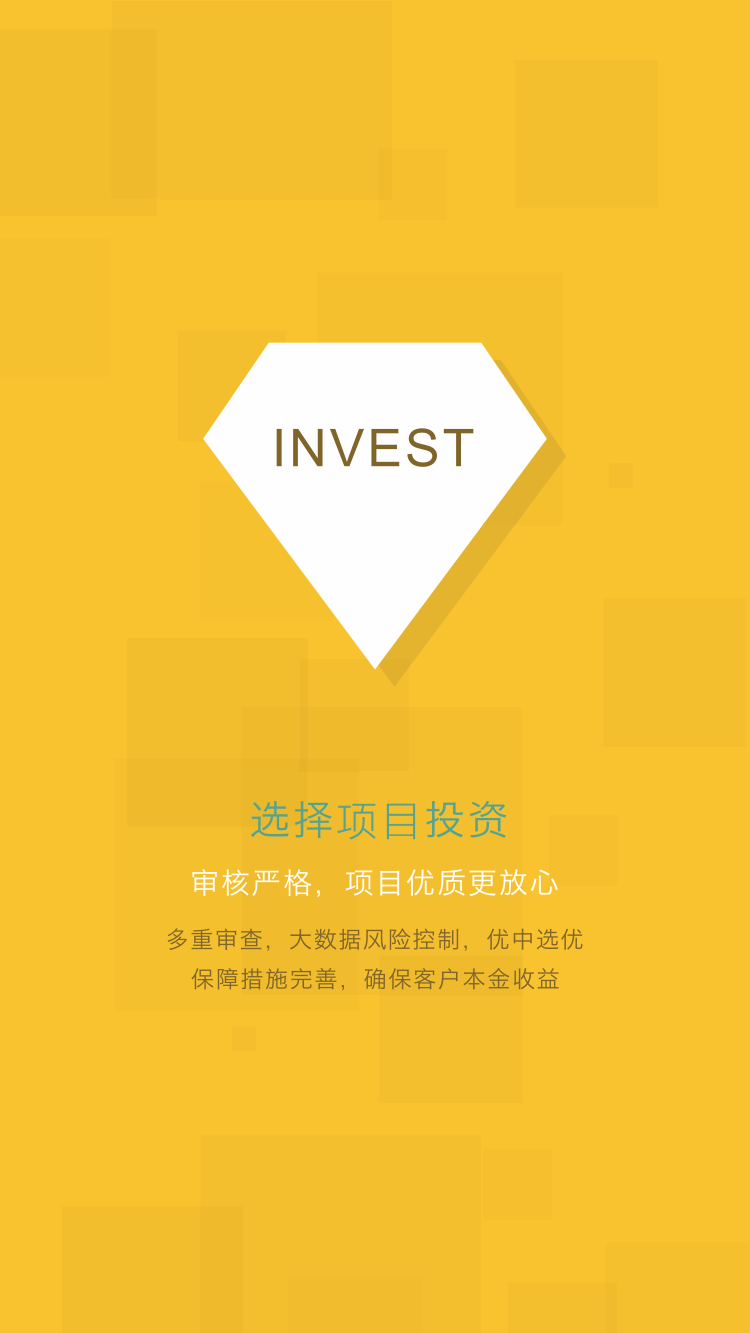 INVEST
选择项目投资
审核严格，项目优质更放心
多重审查，大数据风险控制，优中选优
保障措施完善，确保客户本金收益